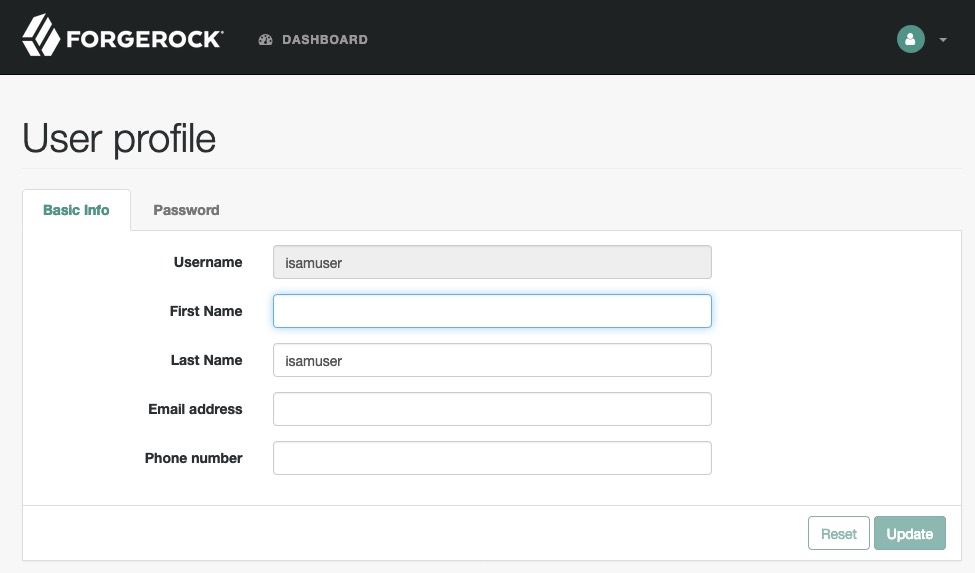 FORGEROCK DASHBOARD
User profile
Basic Info Password
Username isamuser
First Name
Last Name isamuser
Email address
Phone number
Reset Update